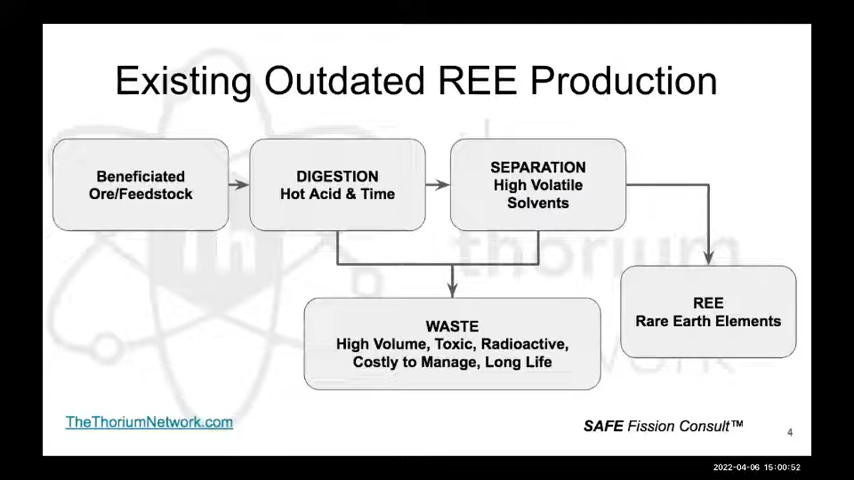 Existing Outdated REE Production
Beneficiated
Ore/Feedstock
DIGESTION
Hot Acid & Time
SEPARATION
High Volatile
Solvents
REE
Rare Earth Elements
WASTE
High Volume, Toxic, Radioactive,
Costly to Manage, Long Life
thorium
network
TheThoriumNetwork.com
SAFE Fission Consult™
4
2022-04-06 15:00:52